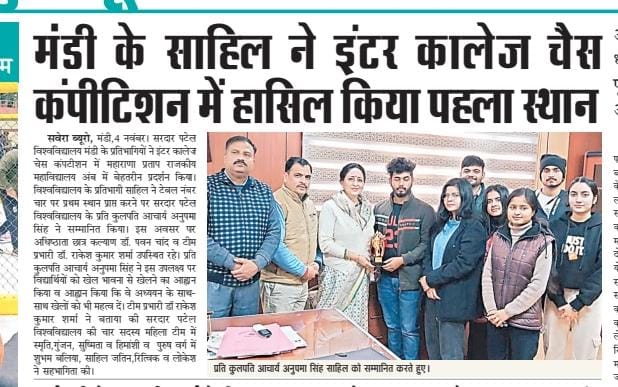 मंडी के साहिल ने इंटर कालेज चैस
कंपीटिशन में हासिल किया पहला स्थान
सवेरा ब्यूरो, मंडी,4 नवंबर। सरदार पटेल
विश्वविद्यालय मंडी के प्रतिभागियों ने इंटर कालेज
चेस कंपटीशन में महाराणा प्रताप राजकीय
महाविद्यालय अंब में बेहतरीन प्रदर्शन किया।
विश्वविद्यालय के प्रतिभागी साहिल ने टेबल नंबर
चार पर प्रथम स्थान प्राप्त करने पर सरदार पटेल
विश्वविद्यालय के प्रति कुलपति आचार्य अनुपमा
सिंह ने सम्मानित किया। इस अवसर पर
अधिष्ठाता छात्र कल्याण डॉ. पवन चांद व टीम
प्रभारी डॉ. राकेश कुमार शर्मा उपस्थित रहे। प्रति
कुलपति आचार्य अनुपमा सिंह ने इस उपलक्ष्य पर
विद्यार्थियों को खेल भावना से खेलने का आह्वान
किया व आह्वान किया कि वे अध्ययन के साथ-
साथ खेलों को भी महत्व दें। टीम प्रभारी डॉ राकेश
कुमार शर्मा ने बताया की सरदार पटेल
विश्वविद्यालय की चार सदस्य महिला टीम में
स्मृति,गुंजन, सुष्मिता व हिमांशी व पुरुष वर्ग में
शुभम बलिया, साहिल जतिन,रित्विक व लोकेश
ने सहभागिता की।
प्रति कुलपति आचार्य अनुपमा सिंह साहिल को सम्मानित करते हुए।